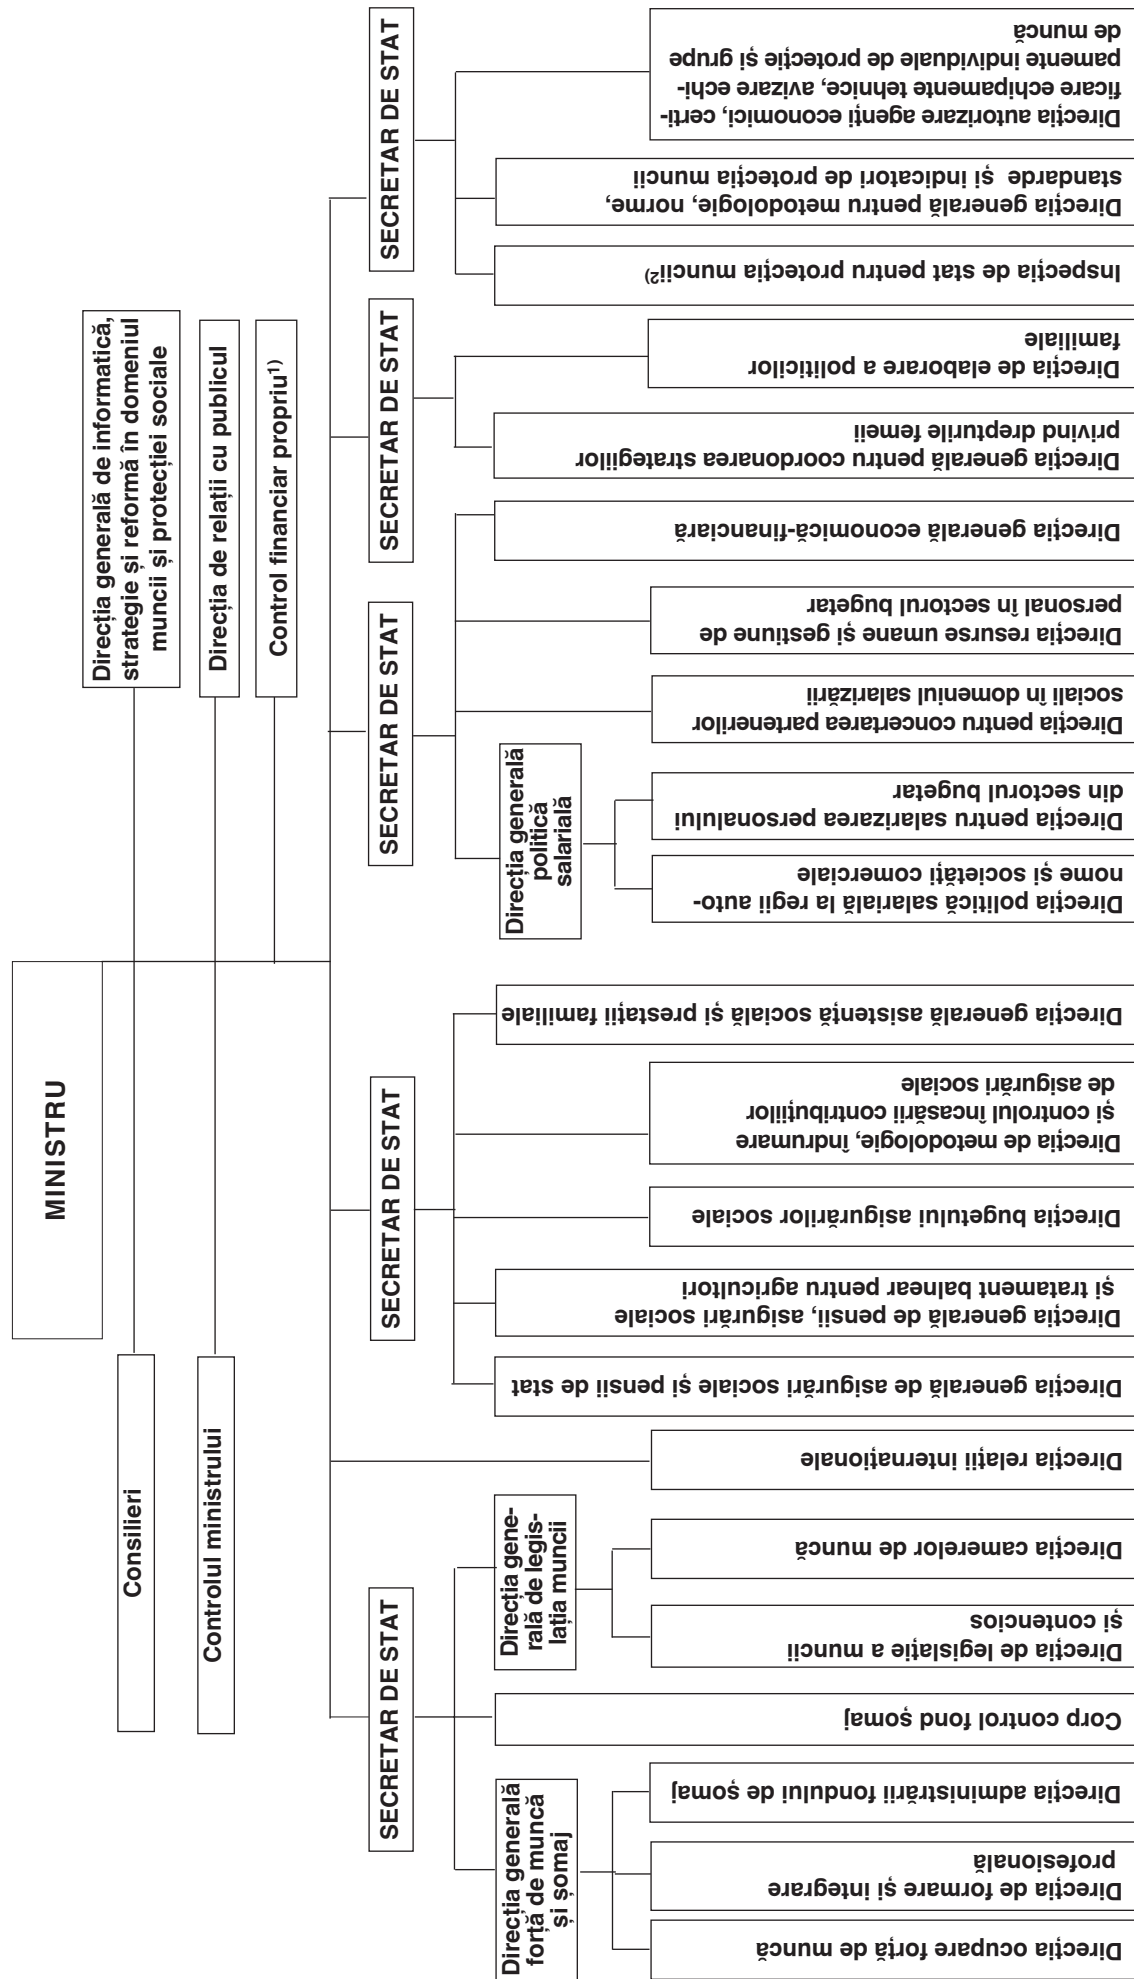 MINISTRU
Consilieri
Direcția generală de informatică,
strategie și reformă în domeniul
muncii și protecției sociale
Controlul ministrului
Direcția de relații cu publicul
Control financiar propriu1)
SECRETAR DE STAT
SECRETAR DE STAT
SECRETAR DE STAT
SECRETAR DE STAT
SECRETAR DE STAT
Direcția generală
forță de muncă
și șomaj
Direcția gene-
rală de legis-
lația muncii
Direcția generală
politică
salarială
Direcția ocupare forță de muncă
Direcția de formare și integrare
profesională
Direcția administrării fondului de șomaj
Corp control fond șomaj
Direcția de legislație a muncii
și contencios
Direcția camerelor de muncă
Direcția relații internaționale
Direcția generală de asigurări sociale și pensii de stat
Direcția generală de pensii, asigurări sociale
și tratament balnear pentru agricultori
Direcția bugetului asigurărilor sociale
Direcția de metodologie, îndrumare
și controlul încasării contribuțiilor
de asigurări sociale
Direcția generală asistență socială și prestații familiale
Direcția politică salarială la regii auto-
nome și societăți comerciale
Direcția pentru salarizarea personalului
din sectorul bugetar
Direcția pentru concertarea partenerilor
sociali în domeniul salarizării
Direcția resurse umane și gestiune de
personal în sectorul bugetar
Direcția generală economică-financiară
Direcția generală pentru coordonarea strategiilor
privind drepturile femeii
Direcția de elaborare a politicilor
familiale
Inspecția de stat pentru protecția muncii2)
Direcția generală pentru metodologie, norme,
standarde și indicatori de protecția muncii
Direcția autorizare agenți economici, certi-
ficare echipamente tehnice, avizare echi-
pamente individuale de protecție și grupe
de muncă